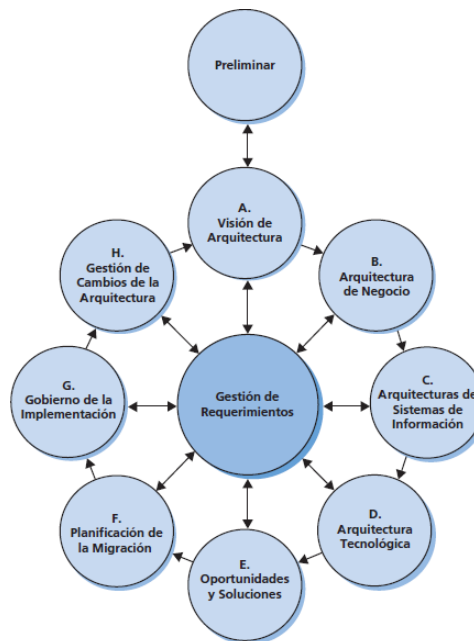 Preliminar
A.
Visión de
Arquitectura
B.
Arquitectura
de Negocio
C.
Arquitecturas de
Sistemas de
Información
D.
Arquitectura
Tecnológica
E.
Oportunidades
y Soluciones
F.
Planificación de
la Migración
G.
Gobierno de la
Implementación
H.
Gestión de
Cambios de la
Arquitectura
Gestión de
Requerimientos